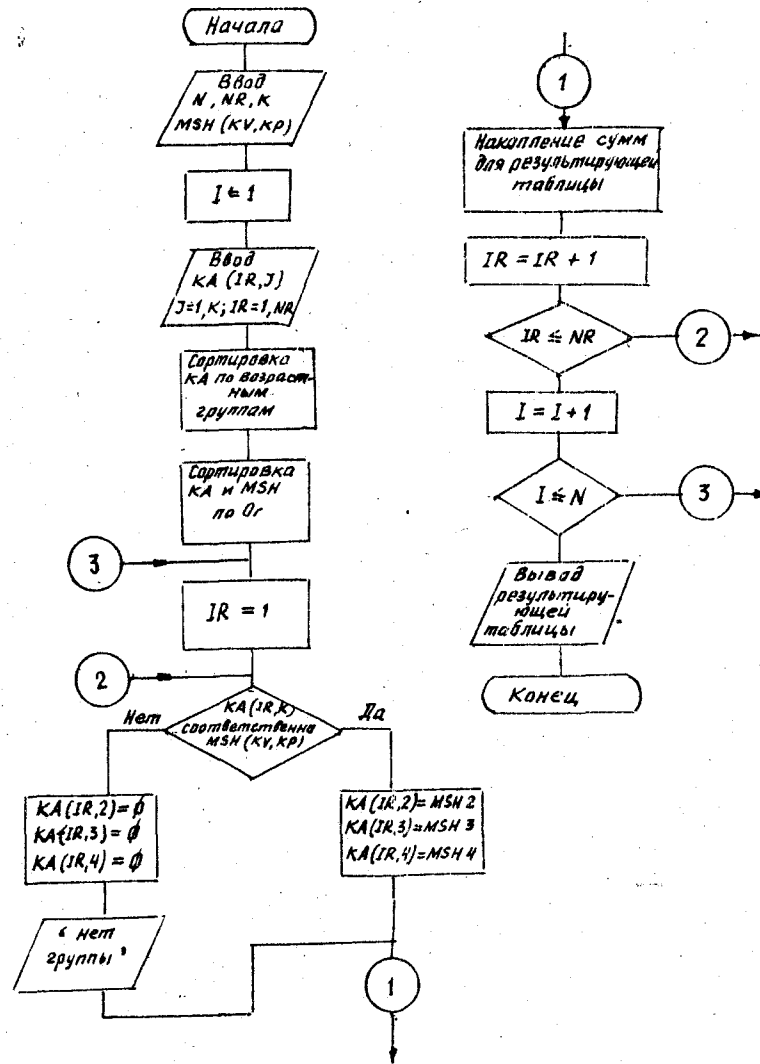 Начала
Ввод
N, NR, K
MSH (KV, KP)
I = 1
Ввод
KA (IR, J)
J=1, K; IR=1, NR
Сортировка
KA по возраст-
ным
группам
Сортировка
KA и MSH
по Or
3
IR = 1
2
KA(IR,K)
соответственно
MSH(KV,KP)
Нет
Да
KA(IR,2)=Ø
KA(IR,3)=Ø
KA(IR,4)=Ø
KA(IR,2)=MSH 2
KA(IR,3)=MSH 3
KA(IR,4)=MSH 4
"нет
группы"
1
1
Накопление сумм
для результирующей
таблицы
IR = IR + 1
IR ≤ NR
2
I = I + 1
I ≤ N
3
Вывод
результиру-
ющей
таблицы
Конец